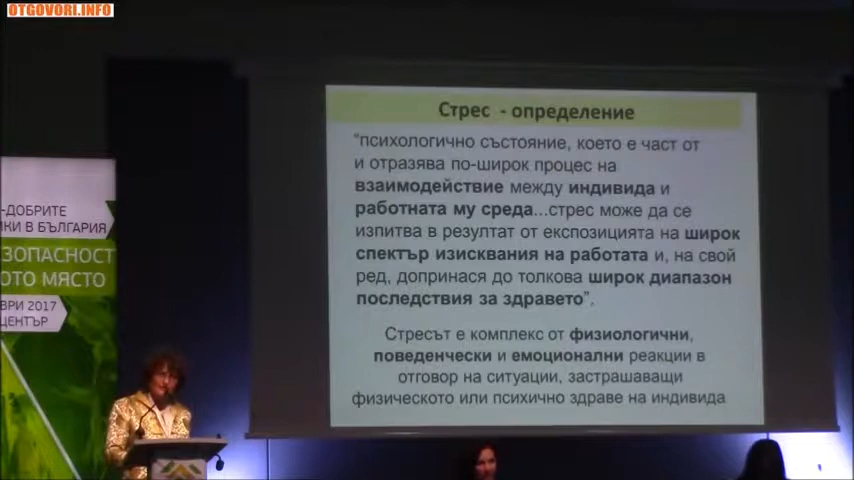 OTGOVORI.INFO
Стрес - определение
"психологично състояние, което е част от
и отразява по-широк процес на
взаимодействие между индивида и
работната му среда...стрес може да се
изпитва в резултат от експозицията на широк
спектър изисквания на работата и, на свой
ред, допринася до толкова широк диапазон
последствия за здравето".
Стресът е комплекс от физиологични,
поведенчески и емоционални реакции в
отговор на ситуации, застрашаващи
физическото или психично здраве на индивида
-ДОБРИТЕ
ИКИ В БЪЛГАРИЯ
ЗОПАСНОСТ
ОТО МЯСТО
ВРИ 2017
ЦЕНТЪР